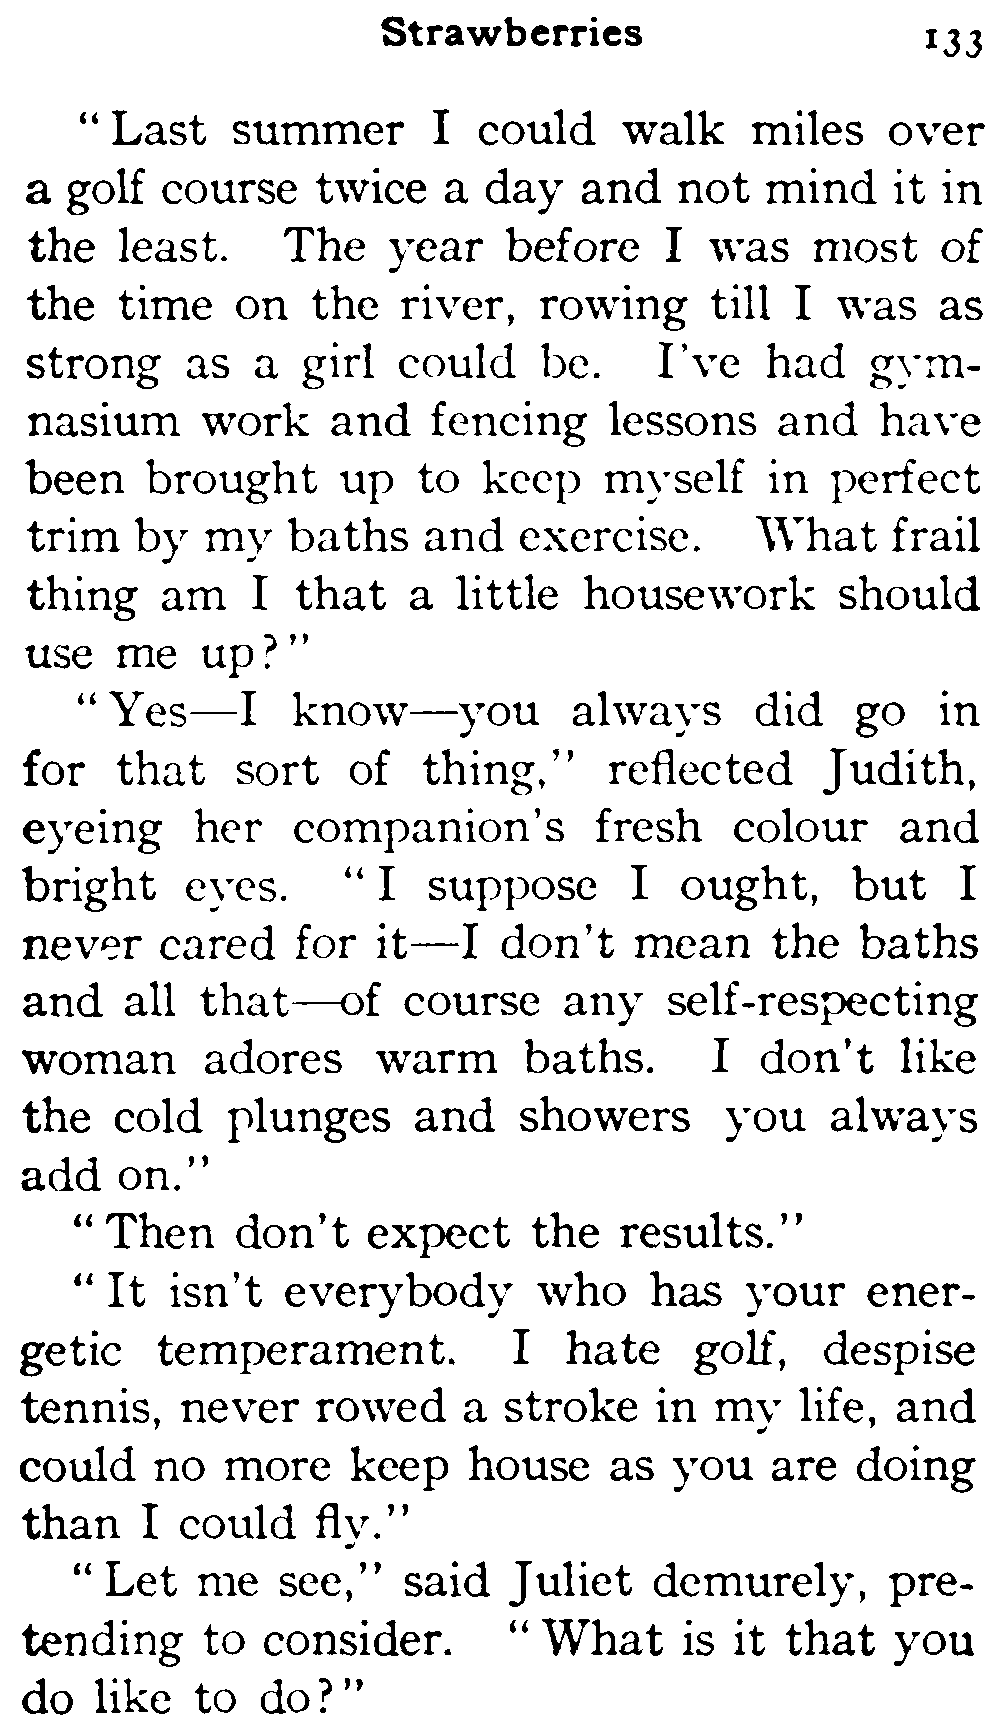 Strawberries 133
"Last summer I could walk miles over
a golf course twice a day and not mind it in
the least. The year before I was most of
the time on the river, rowing till I was as
strong as a girl could be. I've had gym-
nasium work and fencing lessons and have
been brought up to keep myself in perfect
trim by my baths and exercise. What frail
thing am I that a little housework should
use me up?"
"Yes—I know—you always did go in
for that sort of thing," reflected Judith,
eyeing her companion's fresh colour and
bright eyes. "I suppose I ought, but I
never cared for it—I don't mean the baths
and all that—of course any self-respecting
woman adores warm baths. I don't like
the cold plunges and showers you always
add on."
"Then don't expect the results."
"It isn't everybody who has your ener-
getic temperament. I hate golf, despise
tennis, never rowed a stroke in my life, and
could no more keep house as you are doing
than I could fly."
"Let me see," said Juliet demurely, pre-
tending to consider. "What is it that you
do like to do?"